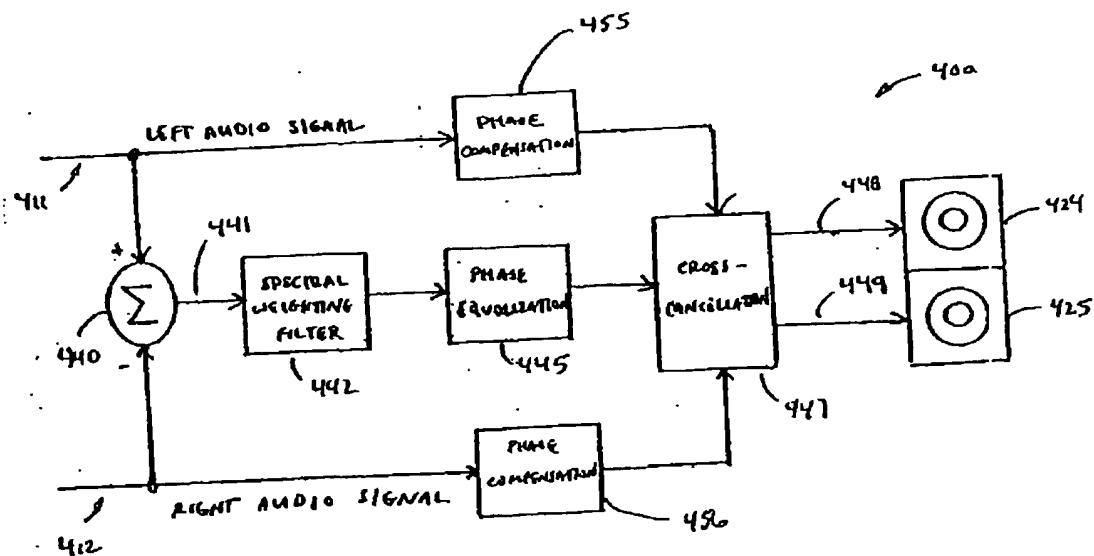 455
400
PHASE
COMPENSATION
LEFT AUDIO SIGNAL
411
441
448
424
+
Σ
SPECTRAL
WEIGHTING
FILTER
PHASE
EQUALIZATION
CROSS-
CANCELLATION
449
425
440
-
442
445
447
PHASE
COMPENSATION
RIGHT AUDIO SIGNAL
456
412